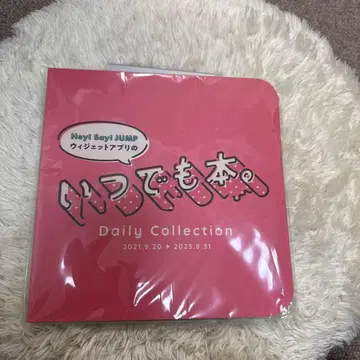 Hey! Say! JUMP
ウィジェットアプリの
いつでも本。
Daily Collection
2021.9.20 ▶ 2023.8.31